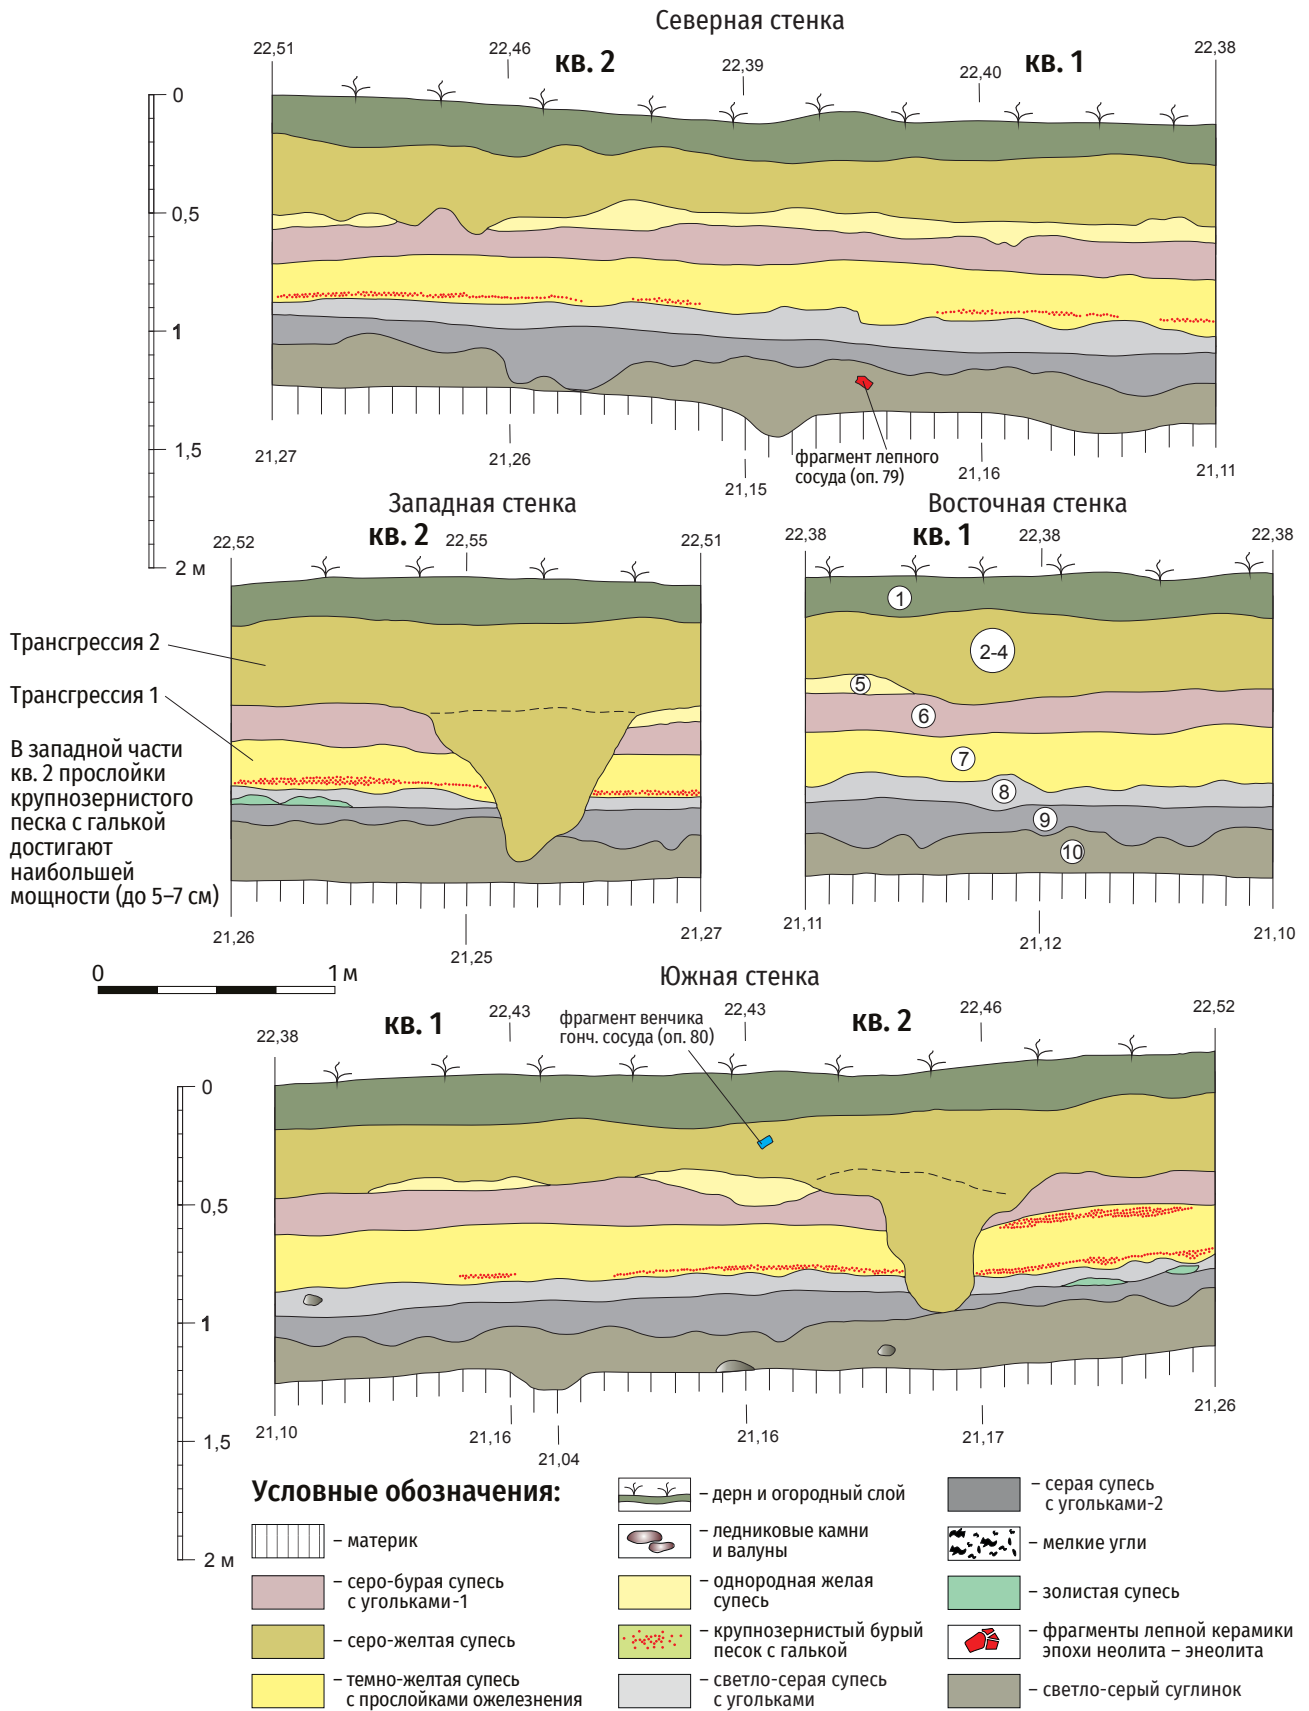 Северная стенка
22,51
22,46
кв. 2
22,39
22,40
кв. 1
22,38
0
0,5
1
1,5
2 м
21,27
21,26
21,15
фрагмент лепного
сосуда (оп. 79)
21,16
21,11
Западная стенка
22,52
кв. 2
22,55
22,51
Трансгрессия 2
Трансгрессия 1
В западной части
кв. 2 прослойки
крупнозернистого
песка с галькой
достигают
наибольшей
мощности (до 5–7 см)
21,26
21,25
21,27
Восточная стенка
22,38
кв. 1
22,38
22,38
1
2-4
5
6
7
8
9
10
21,11
21,12
21,10
0
1 м
Южная стенка
22,38
кв. 1
22,43
фрагмент венчика
гонч. сосуда (оп. 80)
22,43
кв. 2
22,46
22,52
0
0,5
1
1,5
2 м
21,10
21,16
21,04
21,16
21,17
21,26
Условные обозначения:
– материк
– серо-бурая супесь
с угольками-1
– серо-желтая супесь
– темно-желтая супесь
с прослойками ожелезнения
– дерн и огородный слой
– ледниковые камни
и валуны
– однородная желая
супесь
– крупнозернистый бурый
песок с галькой
– светло-серая супесь
с угольками
– серая супесь
с угольками-2
– мелкие угли
– золистая супесь
– фрагменты лепной керамики
эпохи неолита – энеолита
– светло-серый суглинок